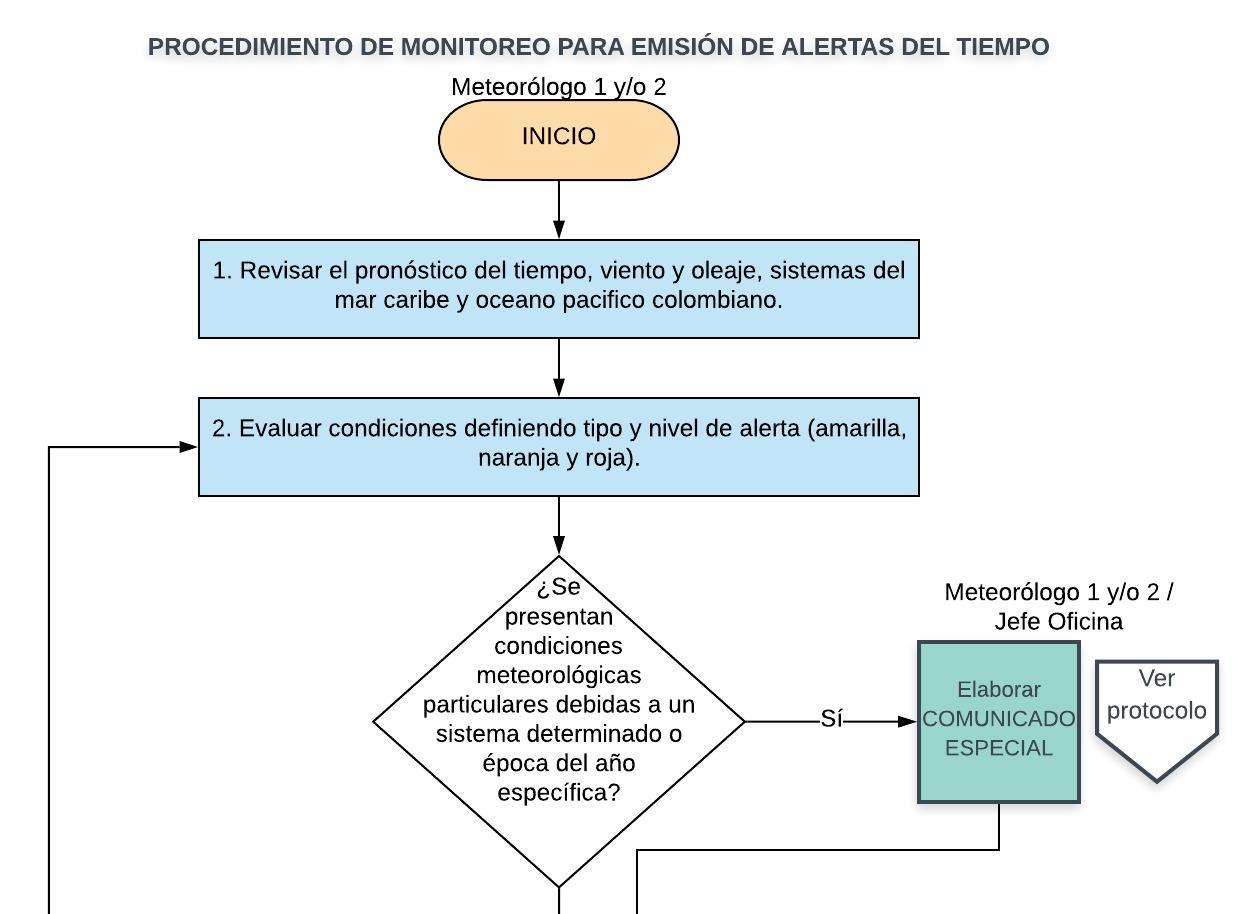 PROCEDIMIENTO DE MONITOREO PARA EMISIÓN DE ALERTAS DEL TIEMPO
Meteorólogo 1 y/o 2
INICIO
1. Revisar el pronóstico del tiempo, viento y oleaje, sistemas del
mar caribe y oceano pacifico colombiano.
2. Evaluar condiciones definiendo tipo y nivel de alerta (amarilla,
naranja y roja).
¿Se
presentan
condiciones
meteorológicas
particulares debidas a un
sistema determinado o
época del año
específica?
Sí
Meteorólogo 1 y/o 2 /
Jefe Oficina
Elaborar
COMUNICADO
ESPECIAL
Ver
protocolo